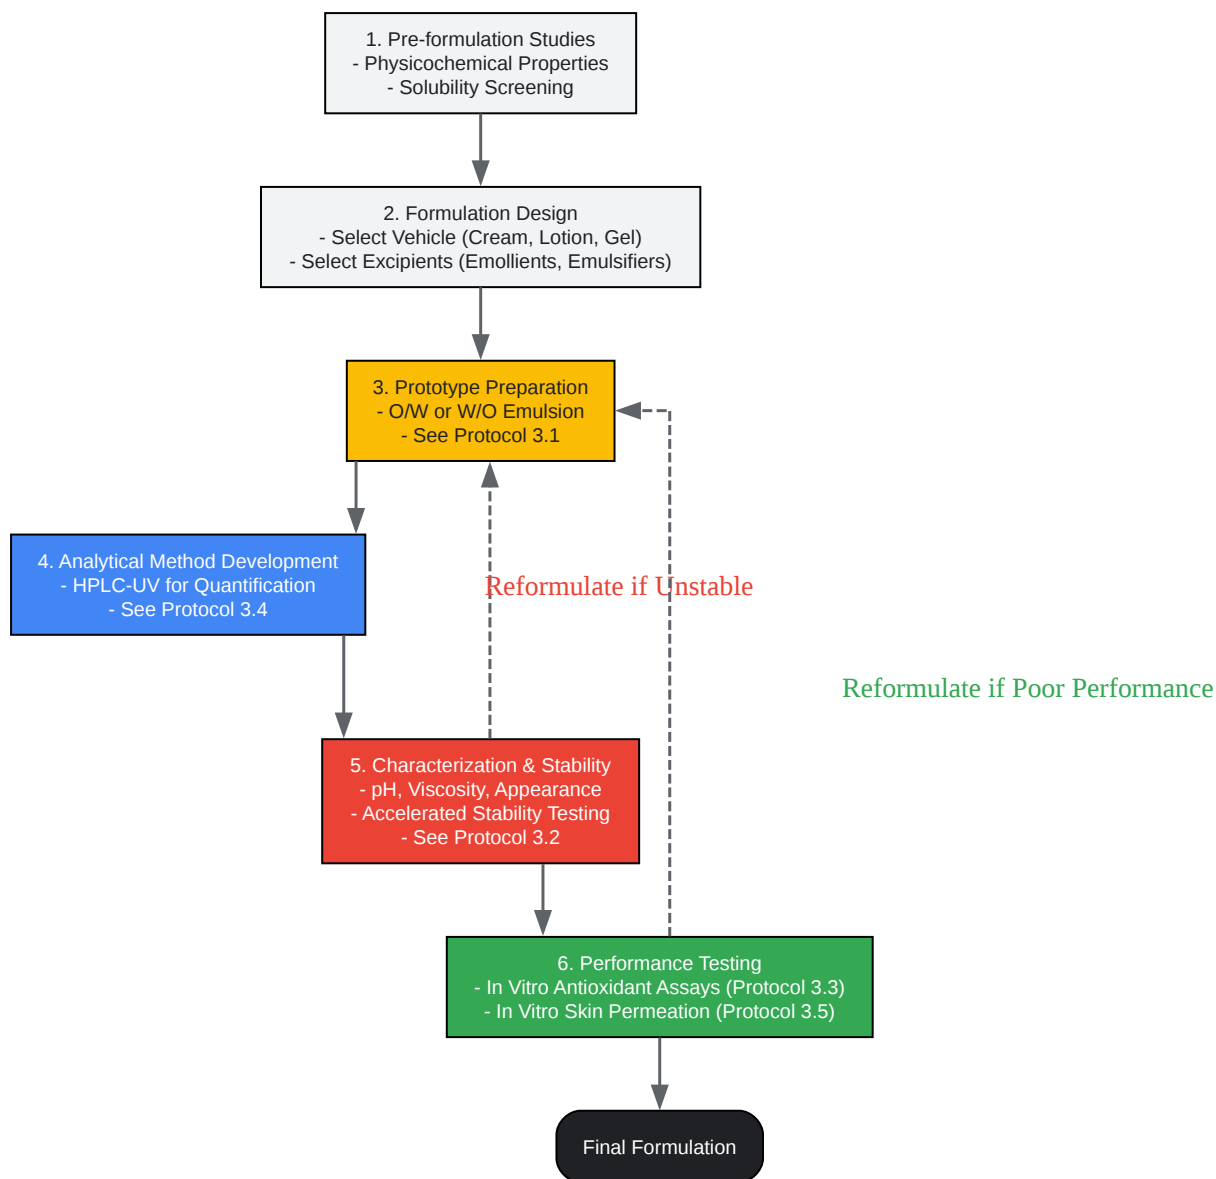 1. Pre-formulation Studies
- Physicochemical Properties
- Solubility Screening
2. Formulation Design
- Select Vehicle (Cream, Lotion, Gel)
- Select Excipients (Emollients, Emulsifiers)
3. Prototype Preparation
- O/W or W/O Emulsion
- See Protocol 3.1
4. Analytical Method Development
- HPLC-UV for Quantification
- See Protocol 3.4
Reformulate if Unstable
Reformulate if Poor Performance
5. Characterization & Stability
- pH, Viscosity, Appearance
- Accelerated Stability Testing
- See Protocol 3.2
6. Performance Testing
- In Vitro Antioxidant Assays (Protocol 3.3)
- In Vitro Skin Permeation (Protocol 3.5)
Final Formulation